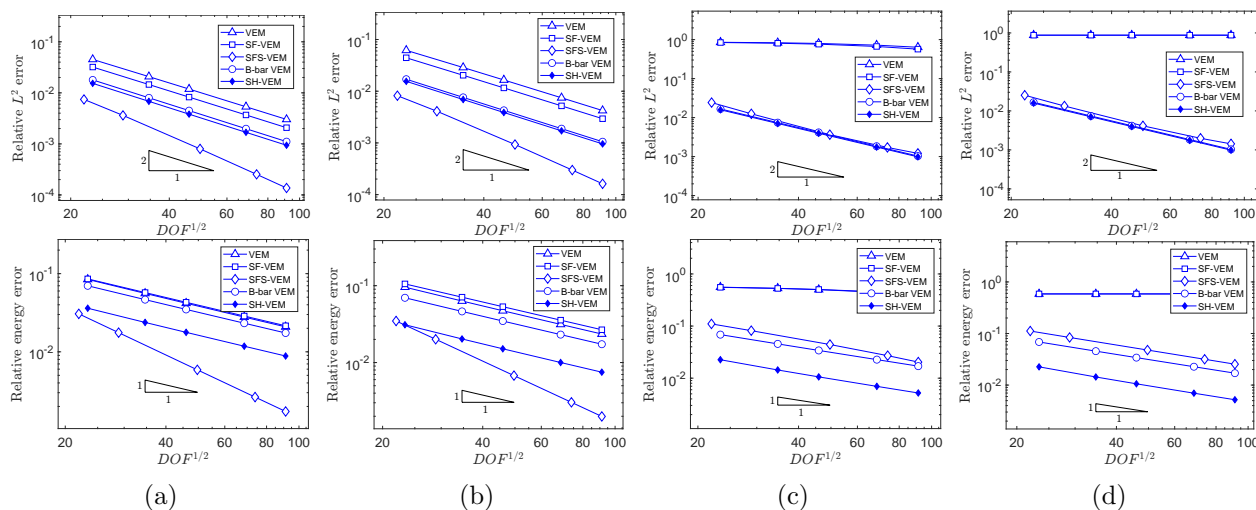 Relative L² error
10⁻¹
10⁻²
10⁻³
10⁻⁴
VEM
SF-VEM
SFS-VEM
B-bar VEM
SH-VEM
2
1
20 40 60 80 100
DOF^{1/2}
Relative L² error
10⁻¹
10⁻²
10⁻³
10⁻⁴
VEM
SF-VEM
SFS-VEM
B-bar VEM
SH-VEM
2
1
20 40 60 80 100
DOF^{1/2}
Relative L² error
10⁰
10⁻¹
10⁻²
10⁻³
10⁻⁴
VEM
SF-VEM
SFS-VEM
B-bar VEM
SH-VEM
2
1
20 40 60 80 100
DOF^{1/2}
Relative L² error
10⁰
10⁻¹
10⁻²
10⁻³
10⁻⁴
VEM
SF-VEM
SFS-VEM
B-bar VEM
SH-VEM
2
1
20 40 60 80 100
DOF^{1/2}
Relative energy error
10⁻¹
10⁻²
VEM
SF-VEM
SFS-VEM
B-bar VEM
SH-VEM
1
1
20 40 60 80 100
DOF^{1/2}
Relative energy error
10⁻¹
10⁻²
VEM
SF-VEM
SFS-VEM
B-bar VEM
SH-VEM
1
1
20 40 60 80 100
DOF^{1/2}
Relative energy error
10⁰
10⁻¹
10⁻²
VEM
SF-VEM
SFS-VEM
B-bar VEM
SH-VEM
1
1
20 40 60 80 100
DOF^{1/2}
Relative energy error
10⁰
10⁻¹
10⁻²
10⁻³
VEM
SF-VEM
SFS-VEM
B-bar VEM
SH-VEM
1
1
20 40 60 80 100
DOF^{1/2}
(a) (b) (c) (d)